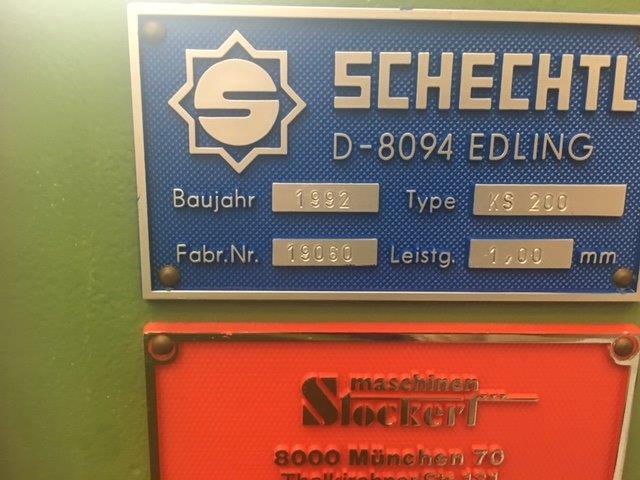 S
SCHECHTL
D-8094 EDLING
Baujahr 1992 Type KS 200
Fabr.Nr. 19060 Leistg. 1,00 mm
maschinen
Stockert
8000 München 70